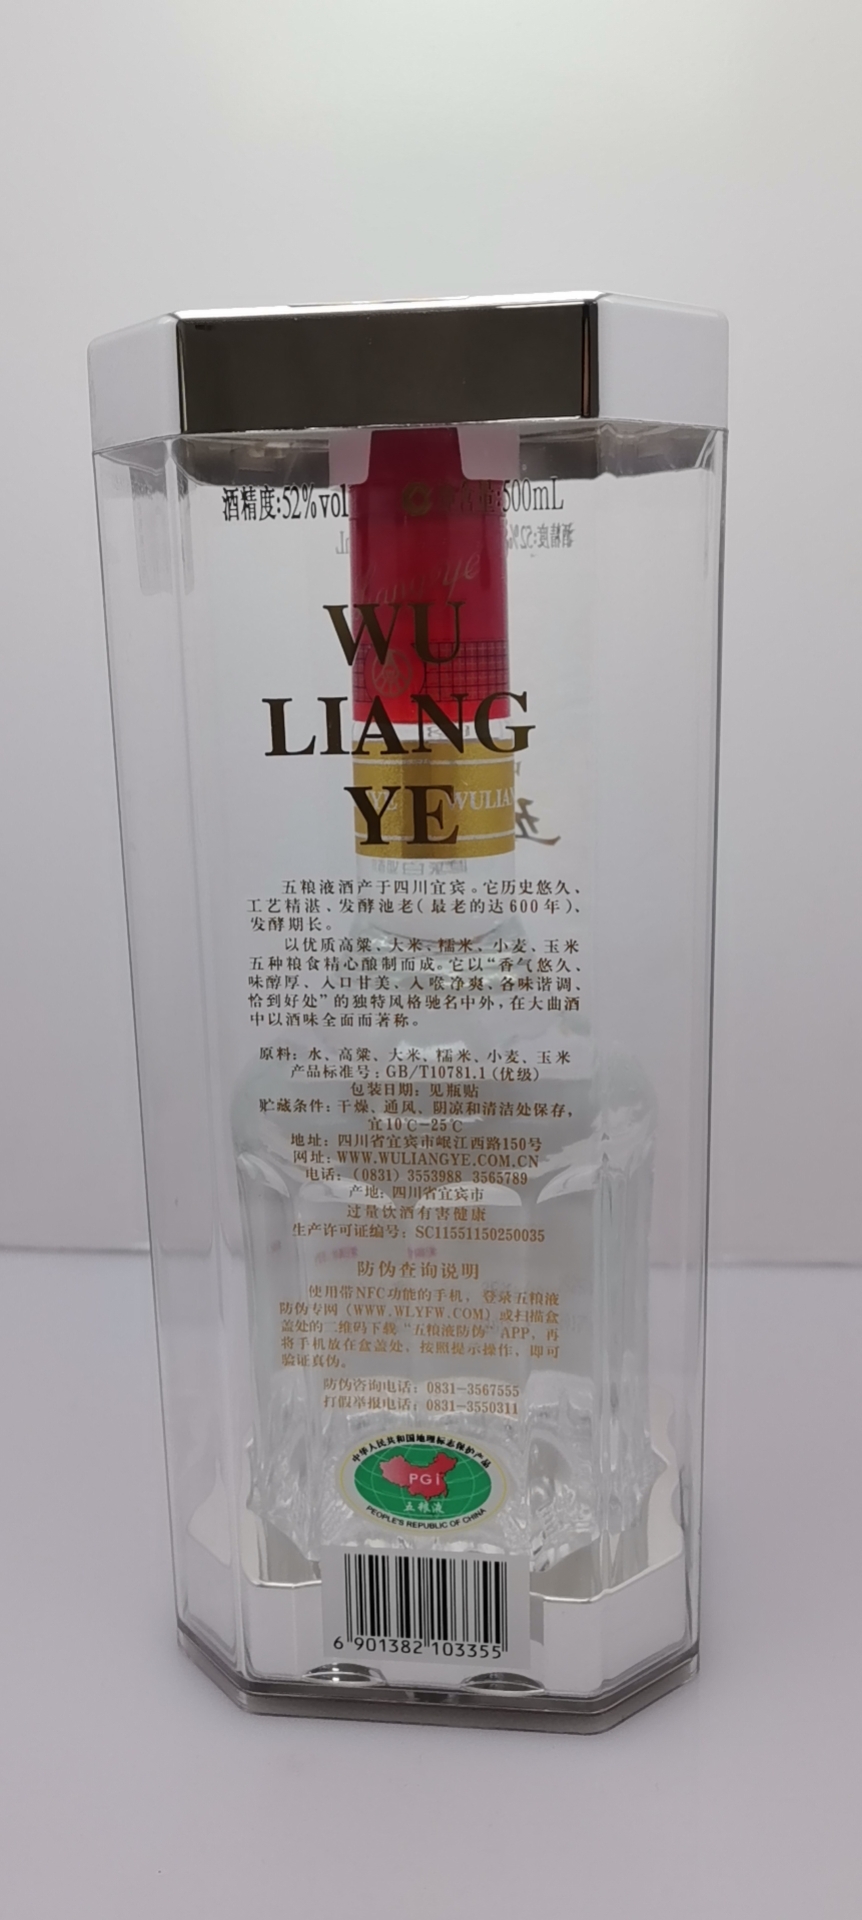 酒精度:52%vol
净含量:500mL
WU
LIANG
YE
WULIAN
五粮液酒产于四川宜宾。它历史悠久、
工艺精湛、发酵池老(最老的达600年)、
发酵期长。
以优质高粱、大米、糯米、小麦、玉米
五种粮食精心酿制而成。它以“香气悠久、
味醇厚、入口甘美、入喉净爽、各味谐调、
恰到好处”的独特风格驰名中外,在大曲酒
中以酒味全面而著称。
原料: 水、高粱、大米、糯米、小麦、玉米
产品标准号: GB/T10781.1(优级)
包装日期: 见瓶贴
贮藏条件: 干燥、通风、阴凉和清洁处保存,
宜10℃—25℃
地址: 四川省宜宾市岷江西路150号
网址: WWW.WULIANGYE.COM.CN
电话: (0831) 3553988 3565789
产地: 四川省宜宾市
过量饮酒有害健康
生产许可证编号: SC11551150250035
防伪查询说明
使用带NFC功能的手机, 登录五粮液
防伪专网 (WWW.WLYFW.COM) 或扫描盒
盖处的二维码下载 “五粮液防伪” APP, 再
将手机放在盒盖处, 按照提示操作, 即可
验证真伪。
防伪咨询电话: 0831—3567555
打假举报电话: 0831—3550311
中华人民共和国地理标志保护产品
PGI
五粮液
PEOPLE'S REPUBLIC OF CHINA
6 901382 103355